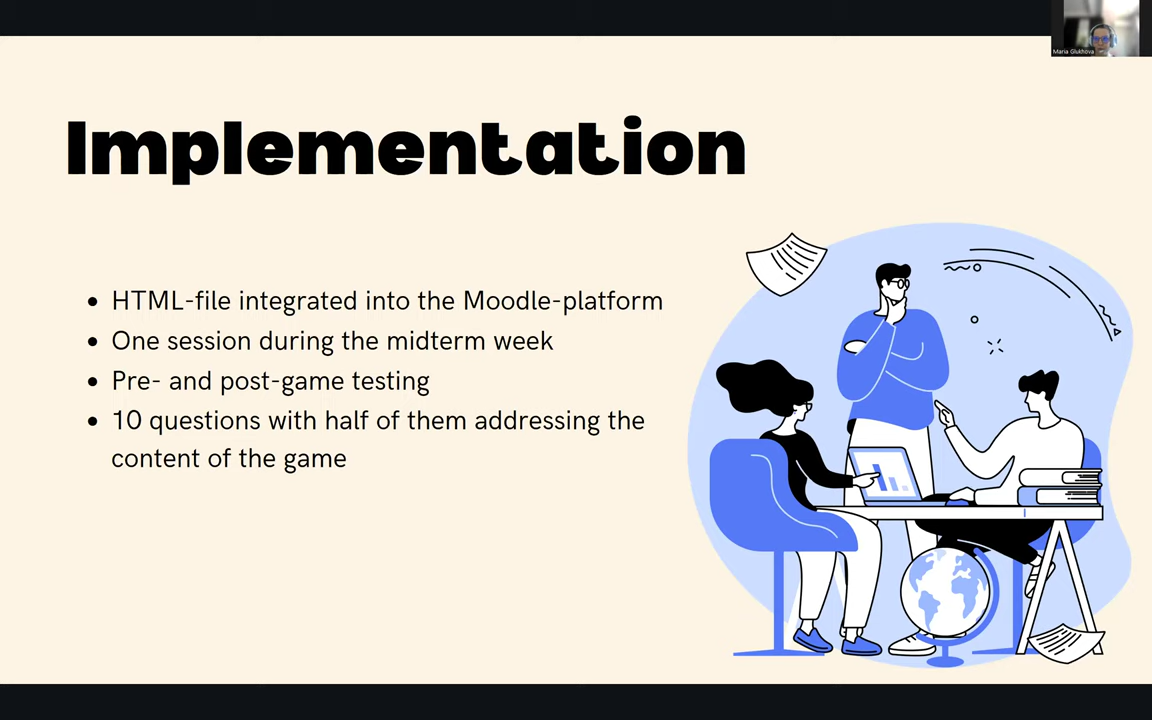 Maria Glukhova
Implementation
• HTML-file integrated into the Moodle-platform
• One session during the midterm week
• Pre- and post-game testing
• 10 questions with half of them addressing the
content of the game